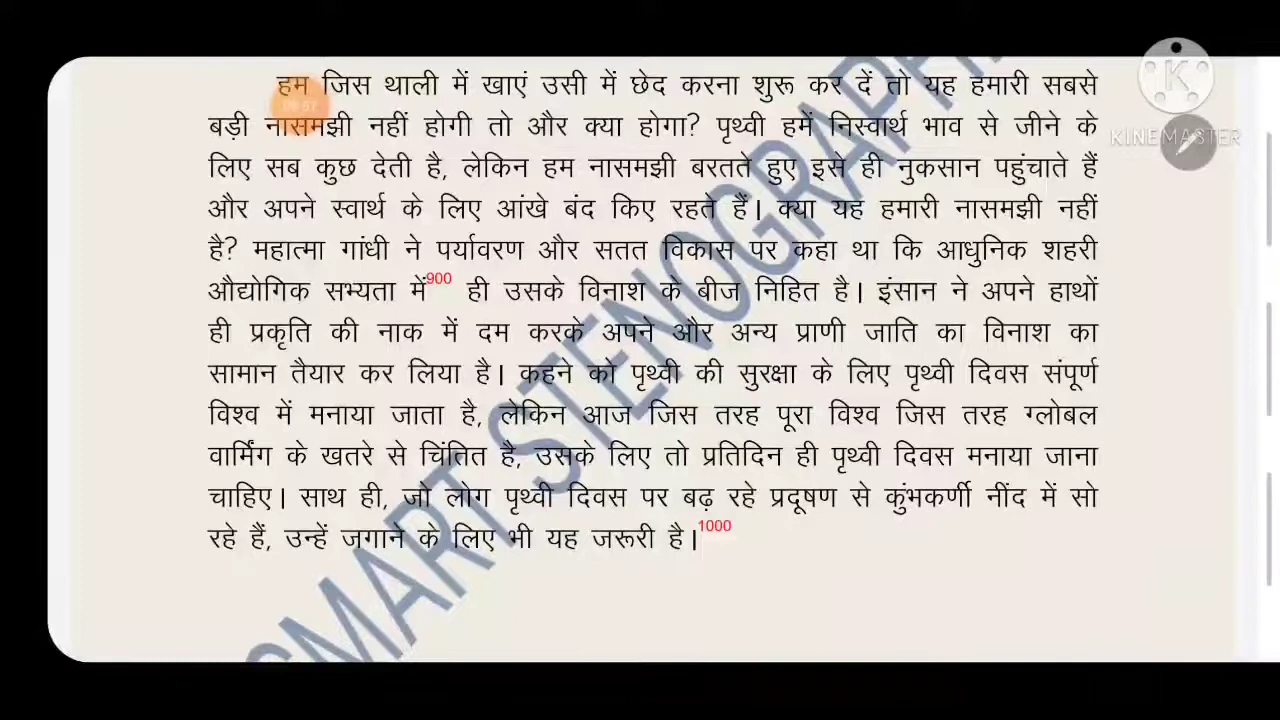 हम जिस थाली में खाएं उसी में छेद करना शुरू कर दें तो यह हमारी सबसे
बड़ी नासमझी नहीं होगी तो और क्या होगा? पृथ्वी हमें निस्वार्थ भाव से जीने के
लिए सब कुछ देती है, लेकिन हम नासमझी बरतते हुए इसे ही नुकसान पहुंचाते हैं
और अपने स्वार्थ के लिए आंखे बंद किए रहते हैं। क्या यह हमारी नासमझी नहीं
है? महात्मा गांधी ने पर्यावरण और सतत विकास पर कहा था कि आधुनिक शहरी
औद्योगिक सभ्यता में900 ही उसके विनाश के बीज निहित है। इंसान ने अपने हाथों
ही प्रकृति की नाक में दम करके अपने और अन्य प्राणी जाति का विनाश का
सामान तैयार कर लिया है। कहने को पृथ्वी की सुरक्षा के लिए पृथ्वी दिवस संपूर्ण
विश्व में मनाया जाता है, लेकिन आज जिस तरह पूरा विश्व जिस तरह ग्लोबल
वार्मिंग के खतरे से चिंतित है, उसके लिए तो प्रतिदिन ही पृथ्वी दिवस मनाया जाना
चाहिए। साथ ही, जो लोग पृथ्वी दिवस पर बढ़ रहे प्रदूषण से कुंभकर्णी नींद में सो
रहे हैं, उन्हें जगाने के लिए भी यह जरूरी है।1000
KINEMASTER
SMART STENOGRAPH